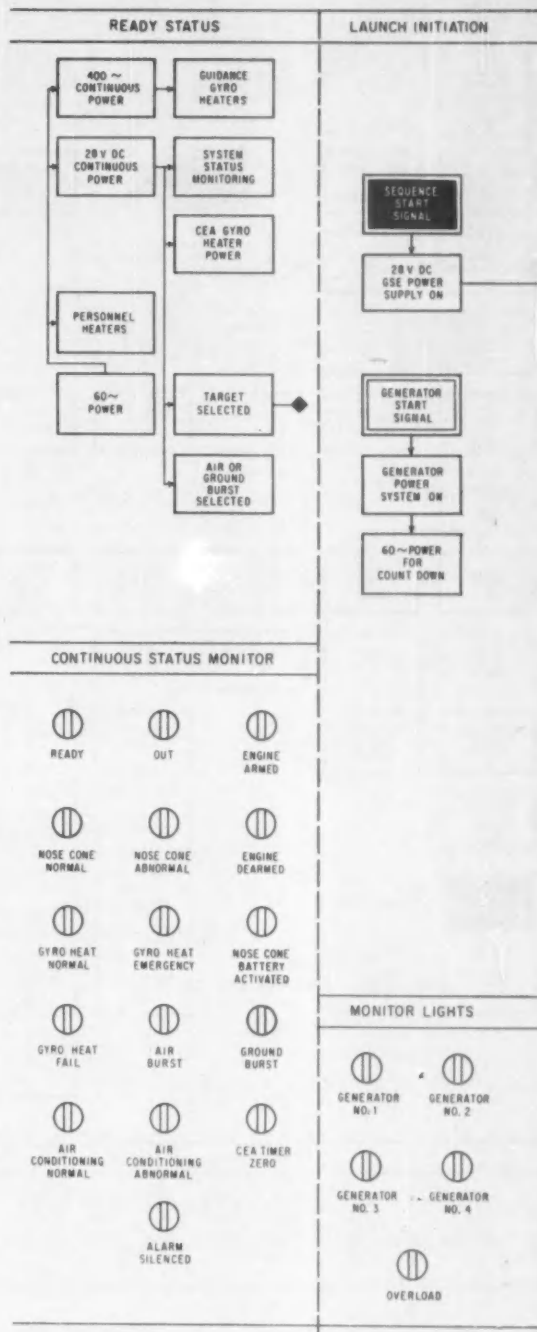 READY STATUS
400~
CONTINUOUS
POWER
GUIDANCE
GYRO
HEATERS
28 V DC
CONTINUOUS
POWER
SYSTEM
STATUS
MONITORING
CEA GYRO
HEATER
POWER
PERSONNEL
HEATERS
60~
POWER
TARGET
SELECTED
AIR OR
GROUND
BURST
SELECTED
LAUNCH INITIATION
SEQUENCE
START
SIGNAL
28 V DC
GSE POWER
SUPPLY ON
GENERATOR
START
SIGNAL
GENERATOR
POWER
SYSTEM ON
60~POWER
FOR
COUNT DOWN
CONTINUOUS STATUS MONITOR
READY
OUT
ENGINE
ARMED
NOSE CONE
NORMAL
NOSE CONE
ABNORMAL
ENGINE
DEARMED
GYRO HEAT
NORMAL
GYRO HEAT
EMERGENCY
NOSE CONE
BATTERY
ACTIVATED
GYRO HEAT
FAIL
AIR
BURST
GROUND
BURST
AIR
CONDITIONING
NORMAL
AIR
CONDITIONING
ABNORMAL
CEA TIMER
ZERO
ALARM
SILENCED
MONITOR LIGHTS
GENERATOR
NO. 1
GENERATOR
NO. 2
GENERATOR
NO. 3
GENERATOR
NO. 4
OVERLOAD